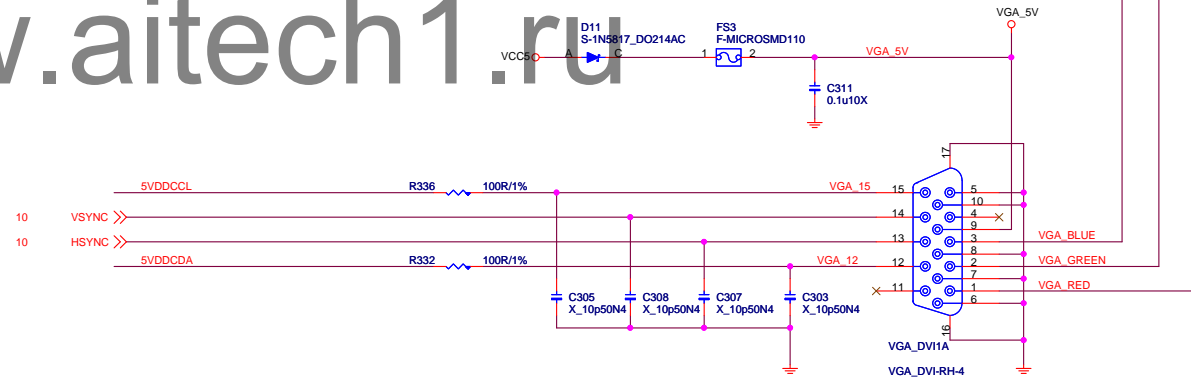 w.aitech1.ru
VGA_5V
D11
S-1N5817_DO214AC
FS3
F-MICROSMD110
VCC5
A
C
1
2
VGA_5V
C311
0.1u10X
17
5VDDCCL
R336
100R/1%
VGA_15
15
5
10
10
VSYNC
14
4
9
10
HSYNC
13
3
VGA_BLUE
8
5VDDCDA
R332
100R/1%
VGA_12
12
2
VGA_GREEN
7
11
1
VGA_RED
6
C305
X_10p50N4
C308
X_10p50N4
C307
X_10p50N4
C303
X_10p50N4
16
VGA_DVI1A
VGA_DVI-RH-4